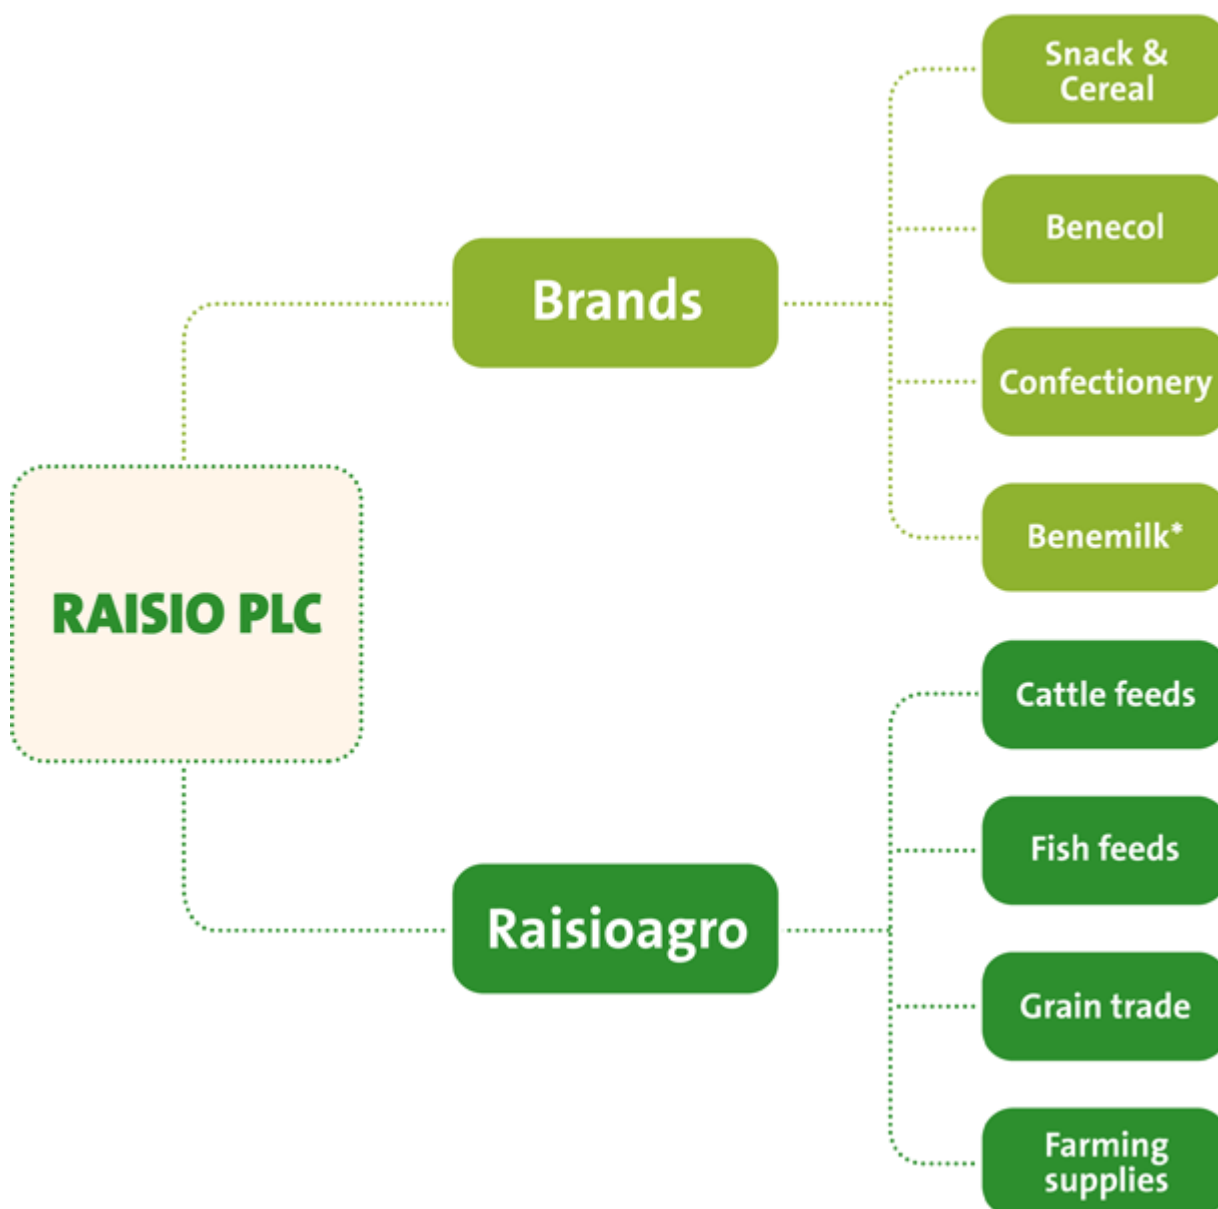 Snack &
Cereal
Benecol
Brands
Confectionery
Benemilk*
RAISIO PLC
Cattle feeds
Fish feeds
Raisioagro
Grain trade
Farming
supplies